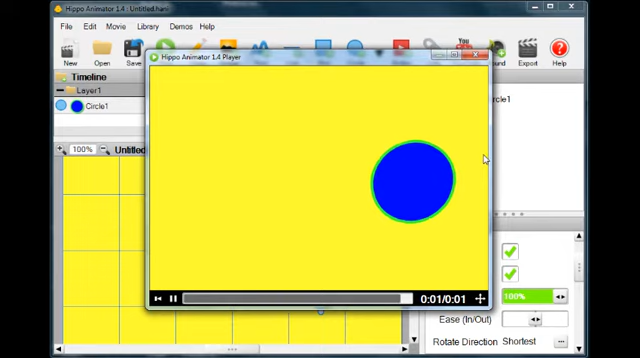 Hippo Animator 1.4 : Untitled.hani
File Edit Movie Library Demos Help
New Open Save Export Help
Hippo Animator 1.4 Player
Timeline
Layer1
Circle1
100%
0:01/0:01
100%
Ease (In/Out)
Rotate Direction Shortest ...